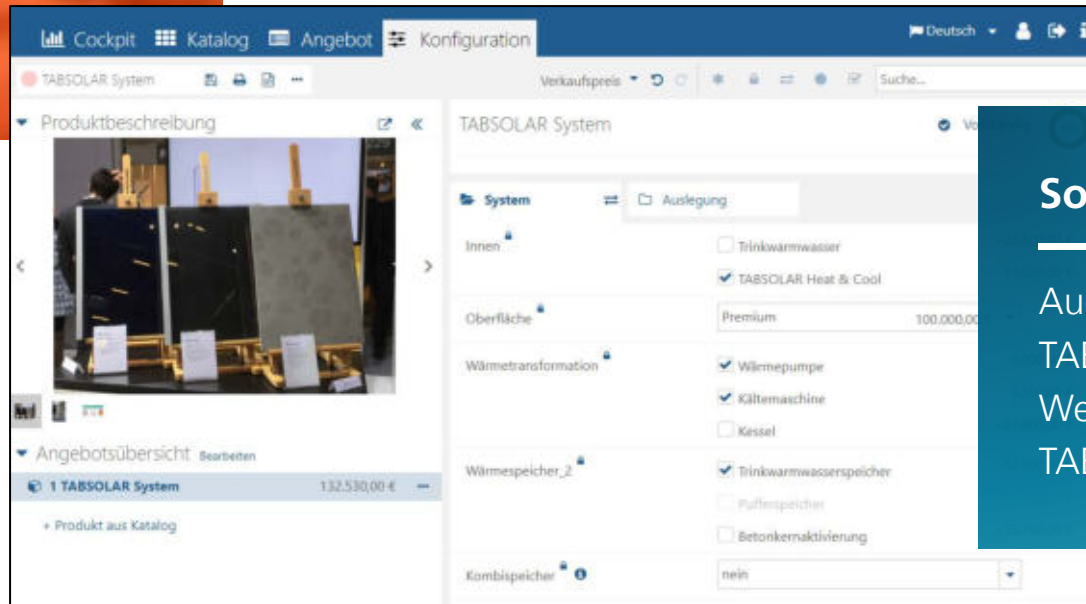 Cockpit Katalog Angebot Konfiguration
Deutsch
TABSOLAR System
Verkaufspreis
Suche...
Produktbeschreibung
TABSOLAR System
System
Auslegung
Innen
Trinkwarmwasser
TABSOLAR Heat & Cool
Oberfläche
Premium 100.000,00
Wärmetransformation
Wärmepumpe
Kältemaschine
Kessel
Angebotsübersicht Bearbeiten
1 TABSOLAR System 132.530,00 € ...
+ Produkt aus Katalog
Wärmespeicher_2
Trinkwarmwasserspeicher
Pufferspeicher
Betonkernaktivierung
Kombispeicher
nein
So
Au
TAB
We
TAB